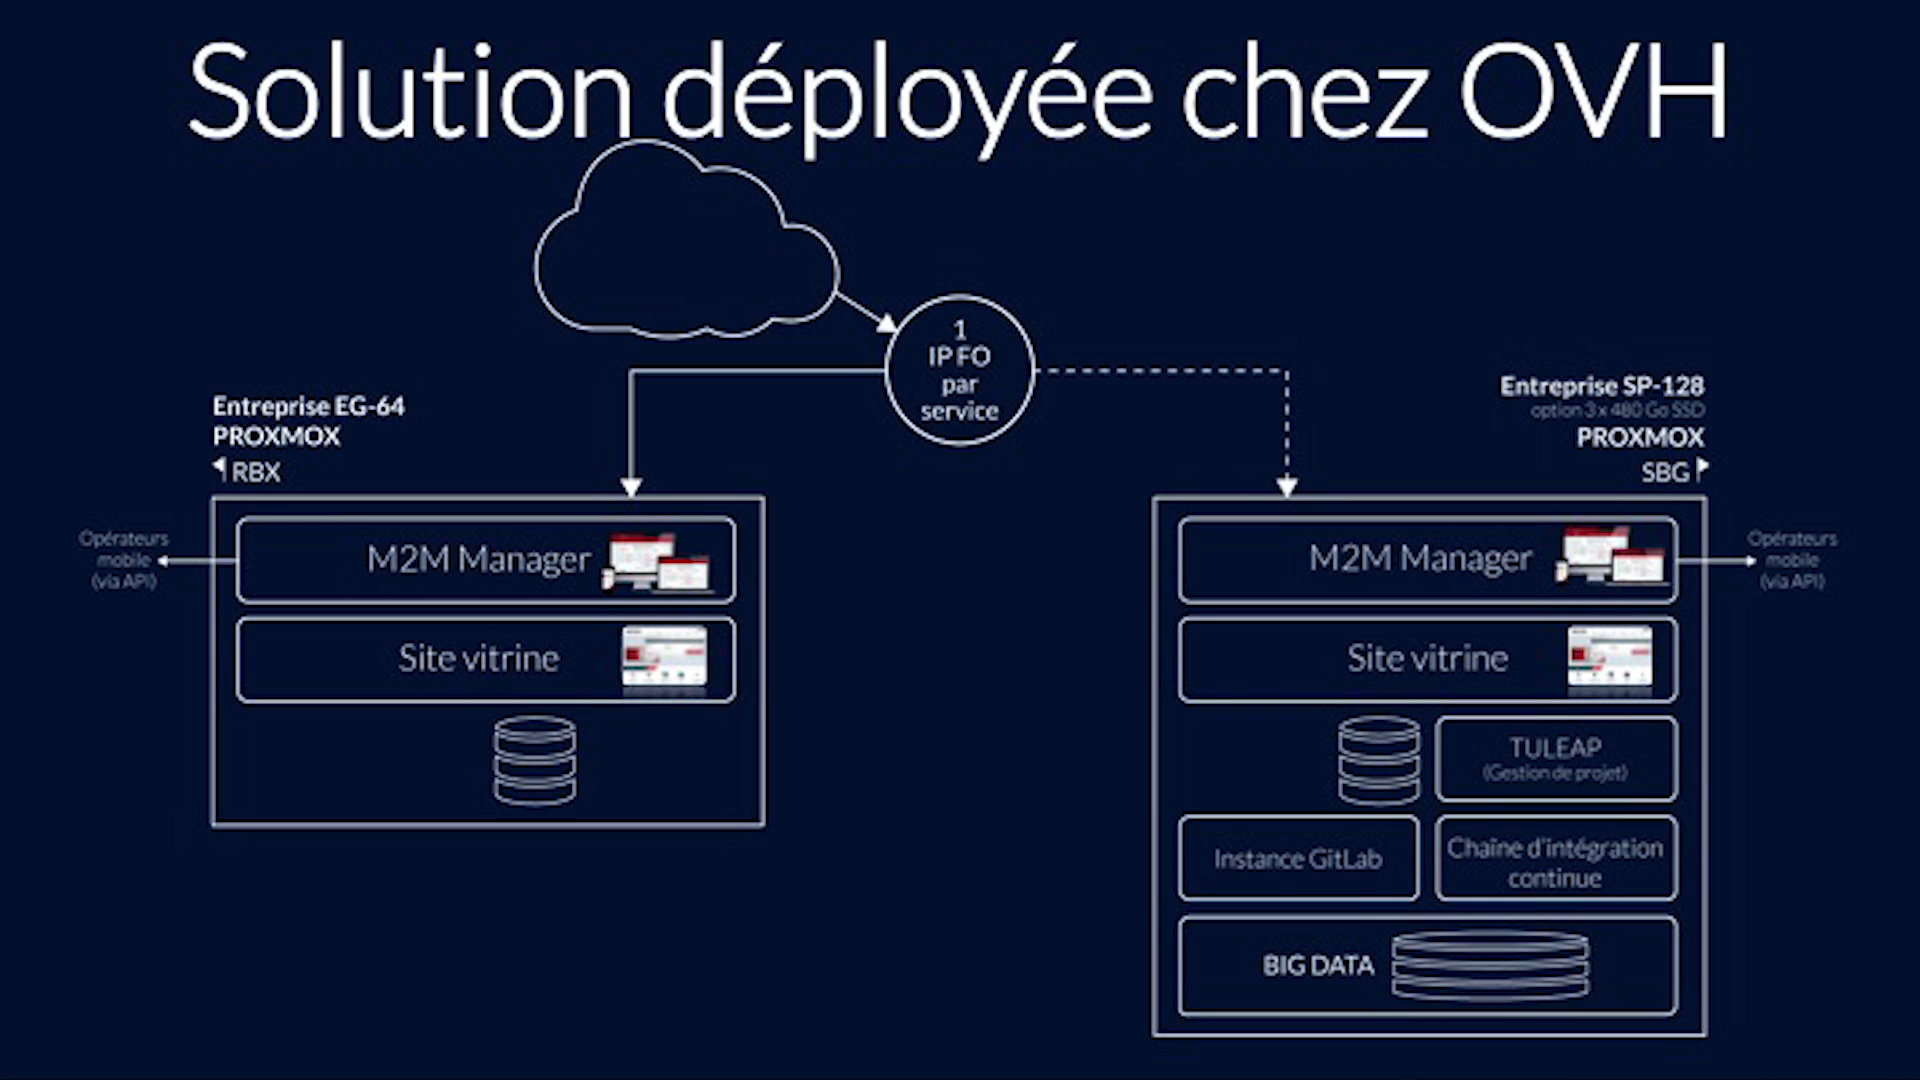 Solution déployée chez OVH
1
IP FO
par
service
Entreprise EG-64
PROXMOX
RBX
Opérateurs
mobile
(via API)
M2M Manager
Site vitrine
Entreprise SP-128
option 3 x 480 Go SSD
PROXMOX
SBG
M2M Manager
Opérateurs
mobile
(via API)
Site vitrine
TULEAP
(Gestion de projet)
Instance GitLab
Chaîne d'intégration
continue
BIG DATA